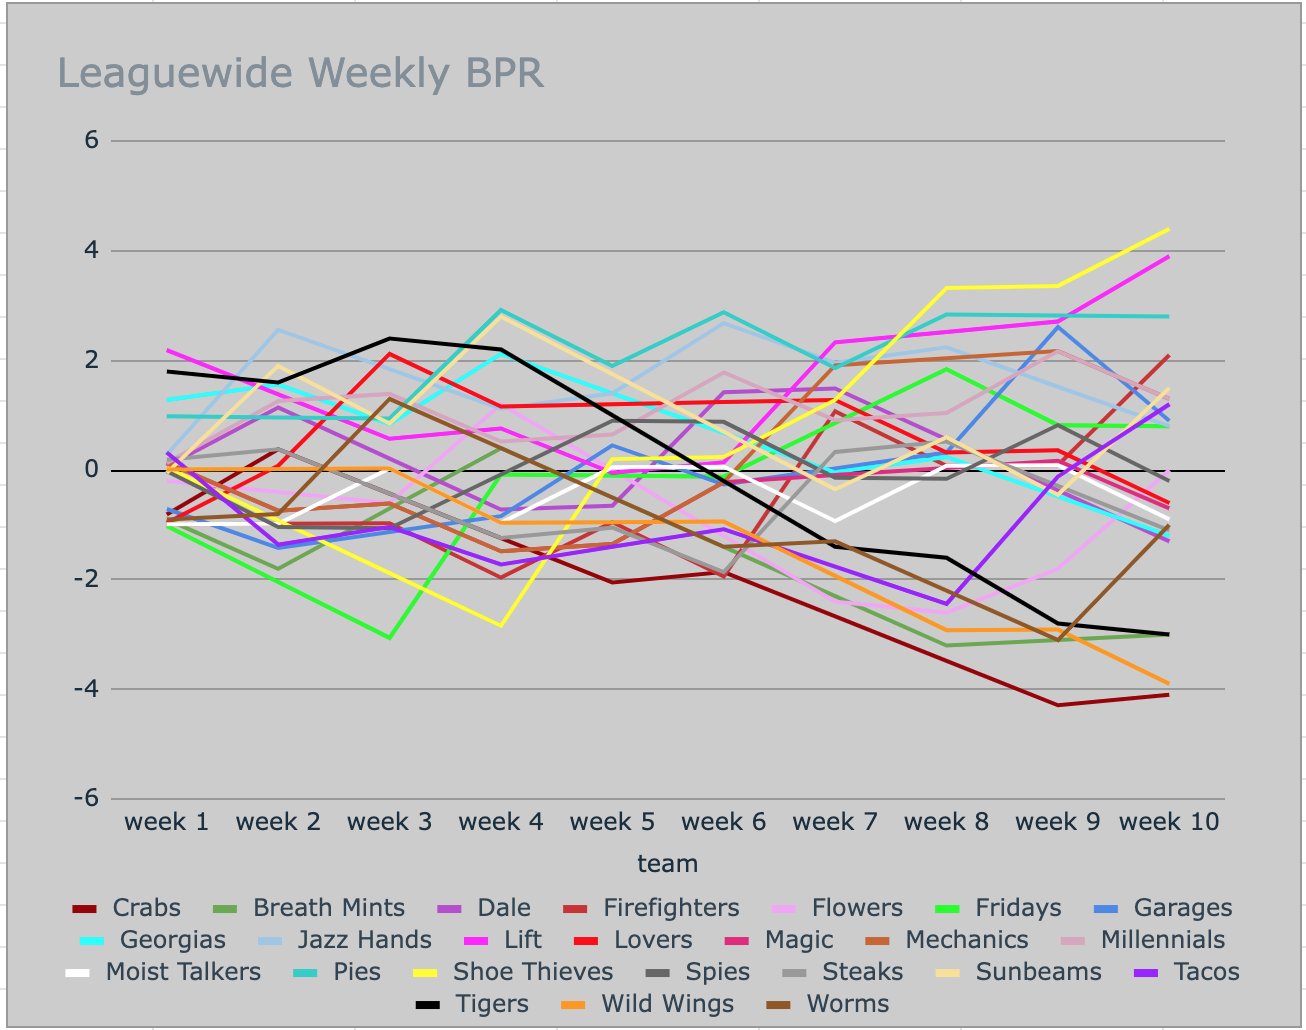 Leaguewide Weekly BPR
6
4
2
0
-2
-4
-6
week 1 week 2 week 3 week 4 week 5 week 6 week 7 week 8 week 9 week 10
team
Crabs Breath Mints Dale Firefighters Flowers Fridays Garages
Georgias Jazz Hands Lift Lovers Magic Mechanics Millennials
Moist Talkers Pies Shoe Thieves Spies Steaks Sunbeams Tacos
Tigers Wild Wings Worms